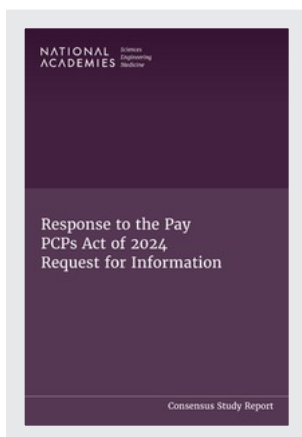 NATIONAL
ACADEMIES
Sciences
Engineering
Medicine
Response to the Pay
PCPs Act of 2024
Request for Information
Consensus Study Report